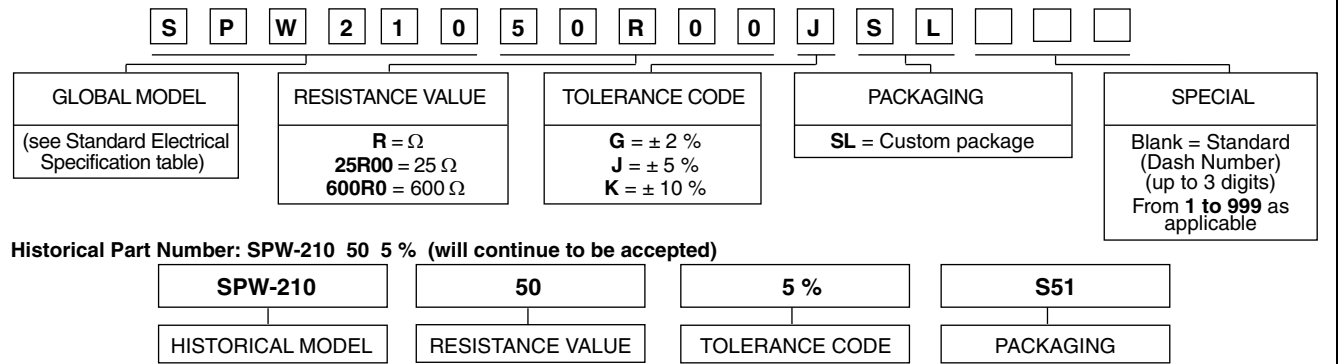 S P W 2 1 0 5 0 R 0 0 J S L
GLOBAL MODEL
(see Standard Electrical
Specification table)
RESISTANCE VALUE
R = Ω
25R00 = 25 Ω
600R0 = 600 Ω
TOLERANCE CODE
G = ± 2 %
J = ± 5 %
K = ± 10 %
PACKAGING
SL = Custom package
SPECIAL
Blank = Standard
(Dash Number)
(up to 3 digits)
From 1 to 999 as
applicable
Historical Part Number: SPW-210 50 5 % (will continue to be accepted)
SPW-210 50 5 % S51
HISTORICAL MODEL RESISTANCE VALUE TOLERANCE CODE PACKAGING